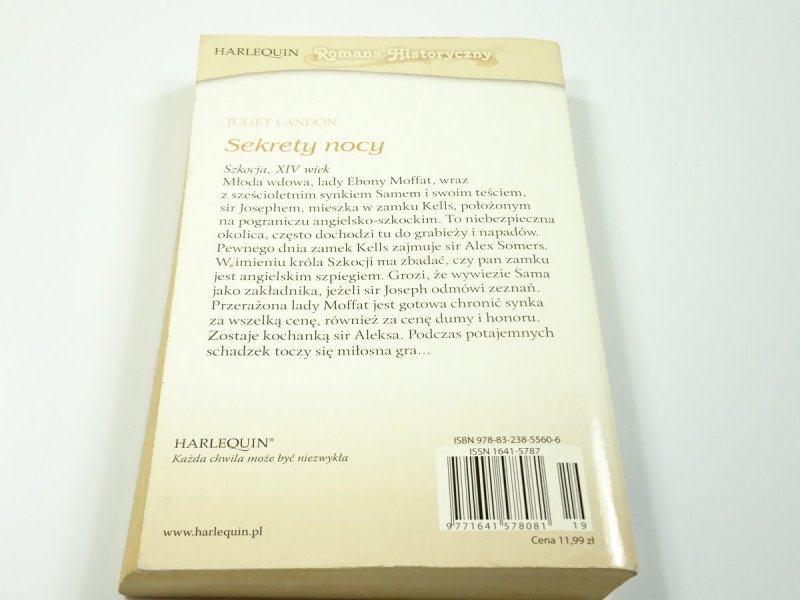 HARLEQUIN Romans Historyczny
JULIET LANDON
Sekrety nocy
Szkocja, XIV wiek
Młoda wdowa, lady Ebony Moffat, wraz
z sześcioletnim synkiem Samem i swoim teściem,
sir Josephem, mieszka w zamku Kells, położonym
na pograniczu angielsko-szkockim. To niebezpieczna
okolica, często dochodzi tu do grabieży i napadów.
Pewnego dnia zamek Kells zajmuje sir Alex Somers.
W imieniu króla Szkocji ma zbadać, czy pan zamku
jest angielskim szpiegiem. Grozi, że wywiezie Sama
jako zakładnika, jeżeli sir Joseph odmówi zeznań.
Przerażona lady Moffat jest gotowa chronić synka
za wszelką cenę, również za cenę dumy i honoru.
Zostaje kochanką sir Aleksa. Podczas potajemnych
schadzek toczy się miłosna gra...
HARLEQUIN®
Każda chwila może być niezwykła
www.harlequin.pl
ISBN 978-83-238-5560-6
ISSN 1641-5787
9 771641 578081 19
Cena 11,99 zł